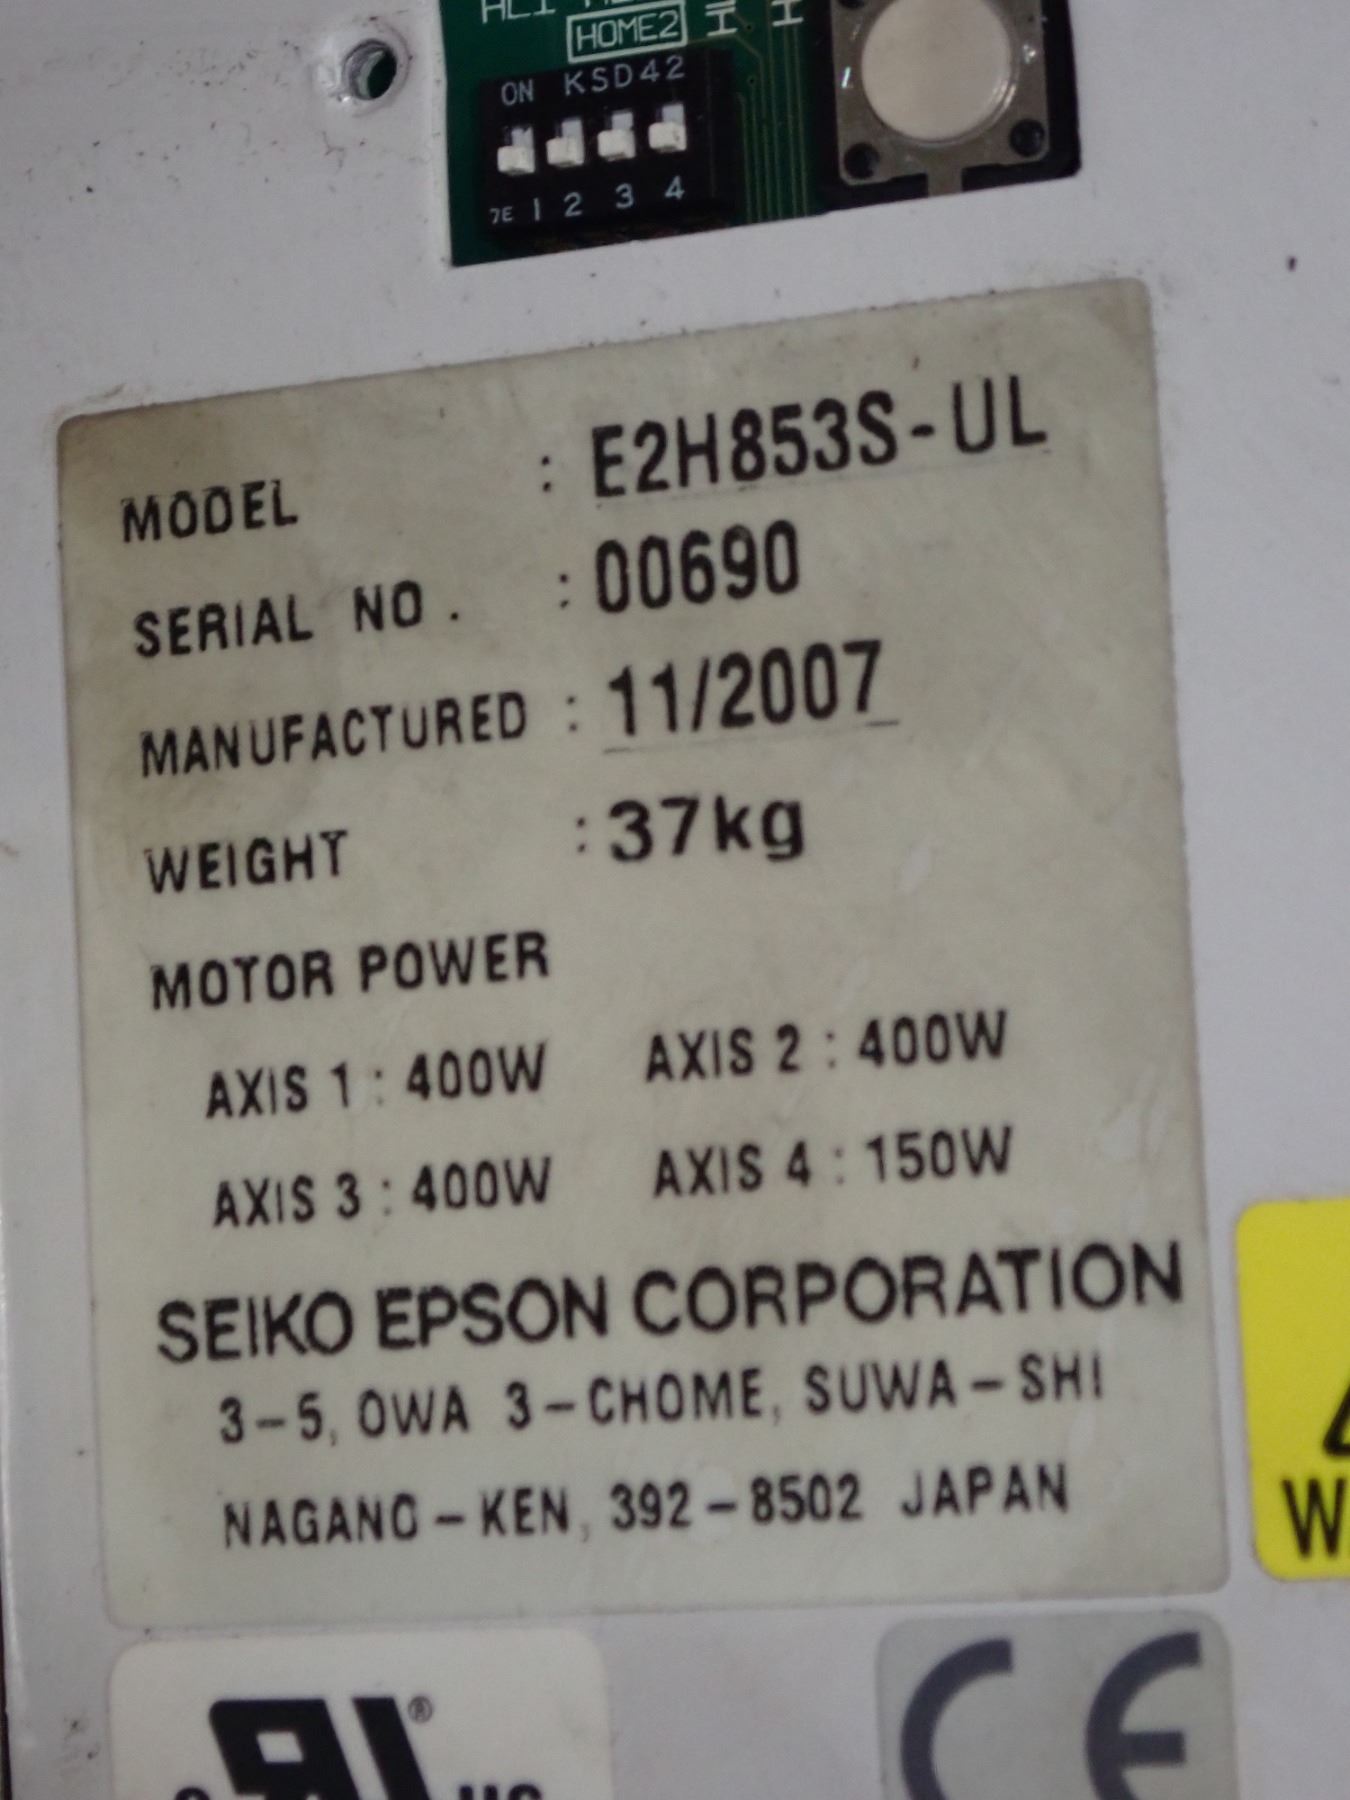 HOME2
ON KSD42
7E 1 2 3 4
MODEL : E2H853S-UL
SERIAL NO. : 00690
MANUFACTURED : 11/2007
WEIGHT : 37kg
MOTOR POWER
AXIS 1 : 400W AXIS 2 : 400W
AXIS 3 : 400W AXIS 4 : 150W
SEIKO EPSON CORPORATION
3-5, OWA 3-CHOME, SUWA-SHI
NAGANO-KEN, 392-8502 JAPAN
®
CE